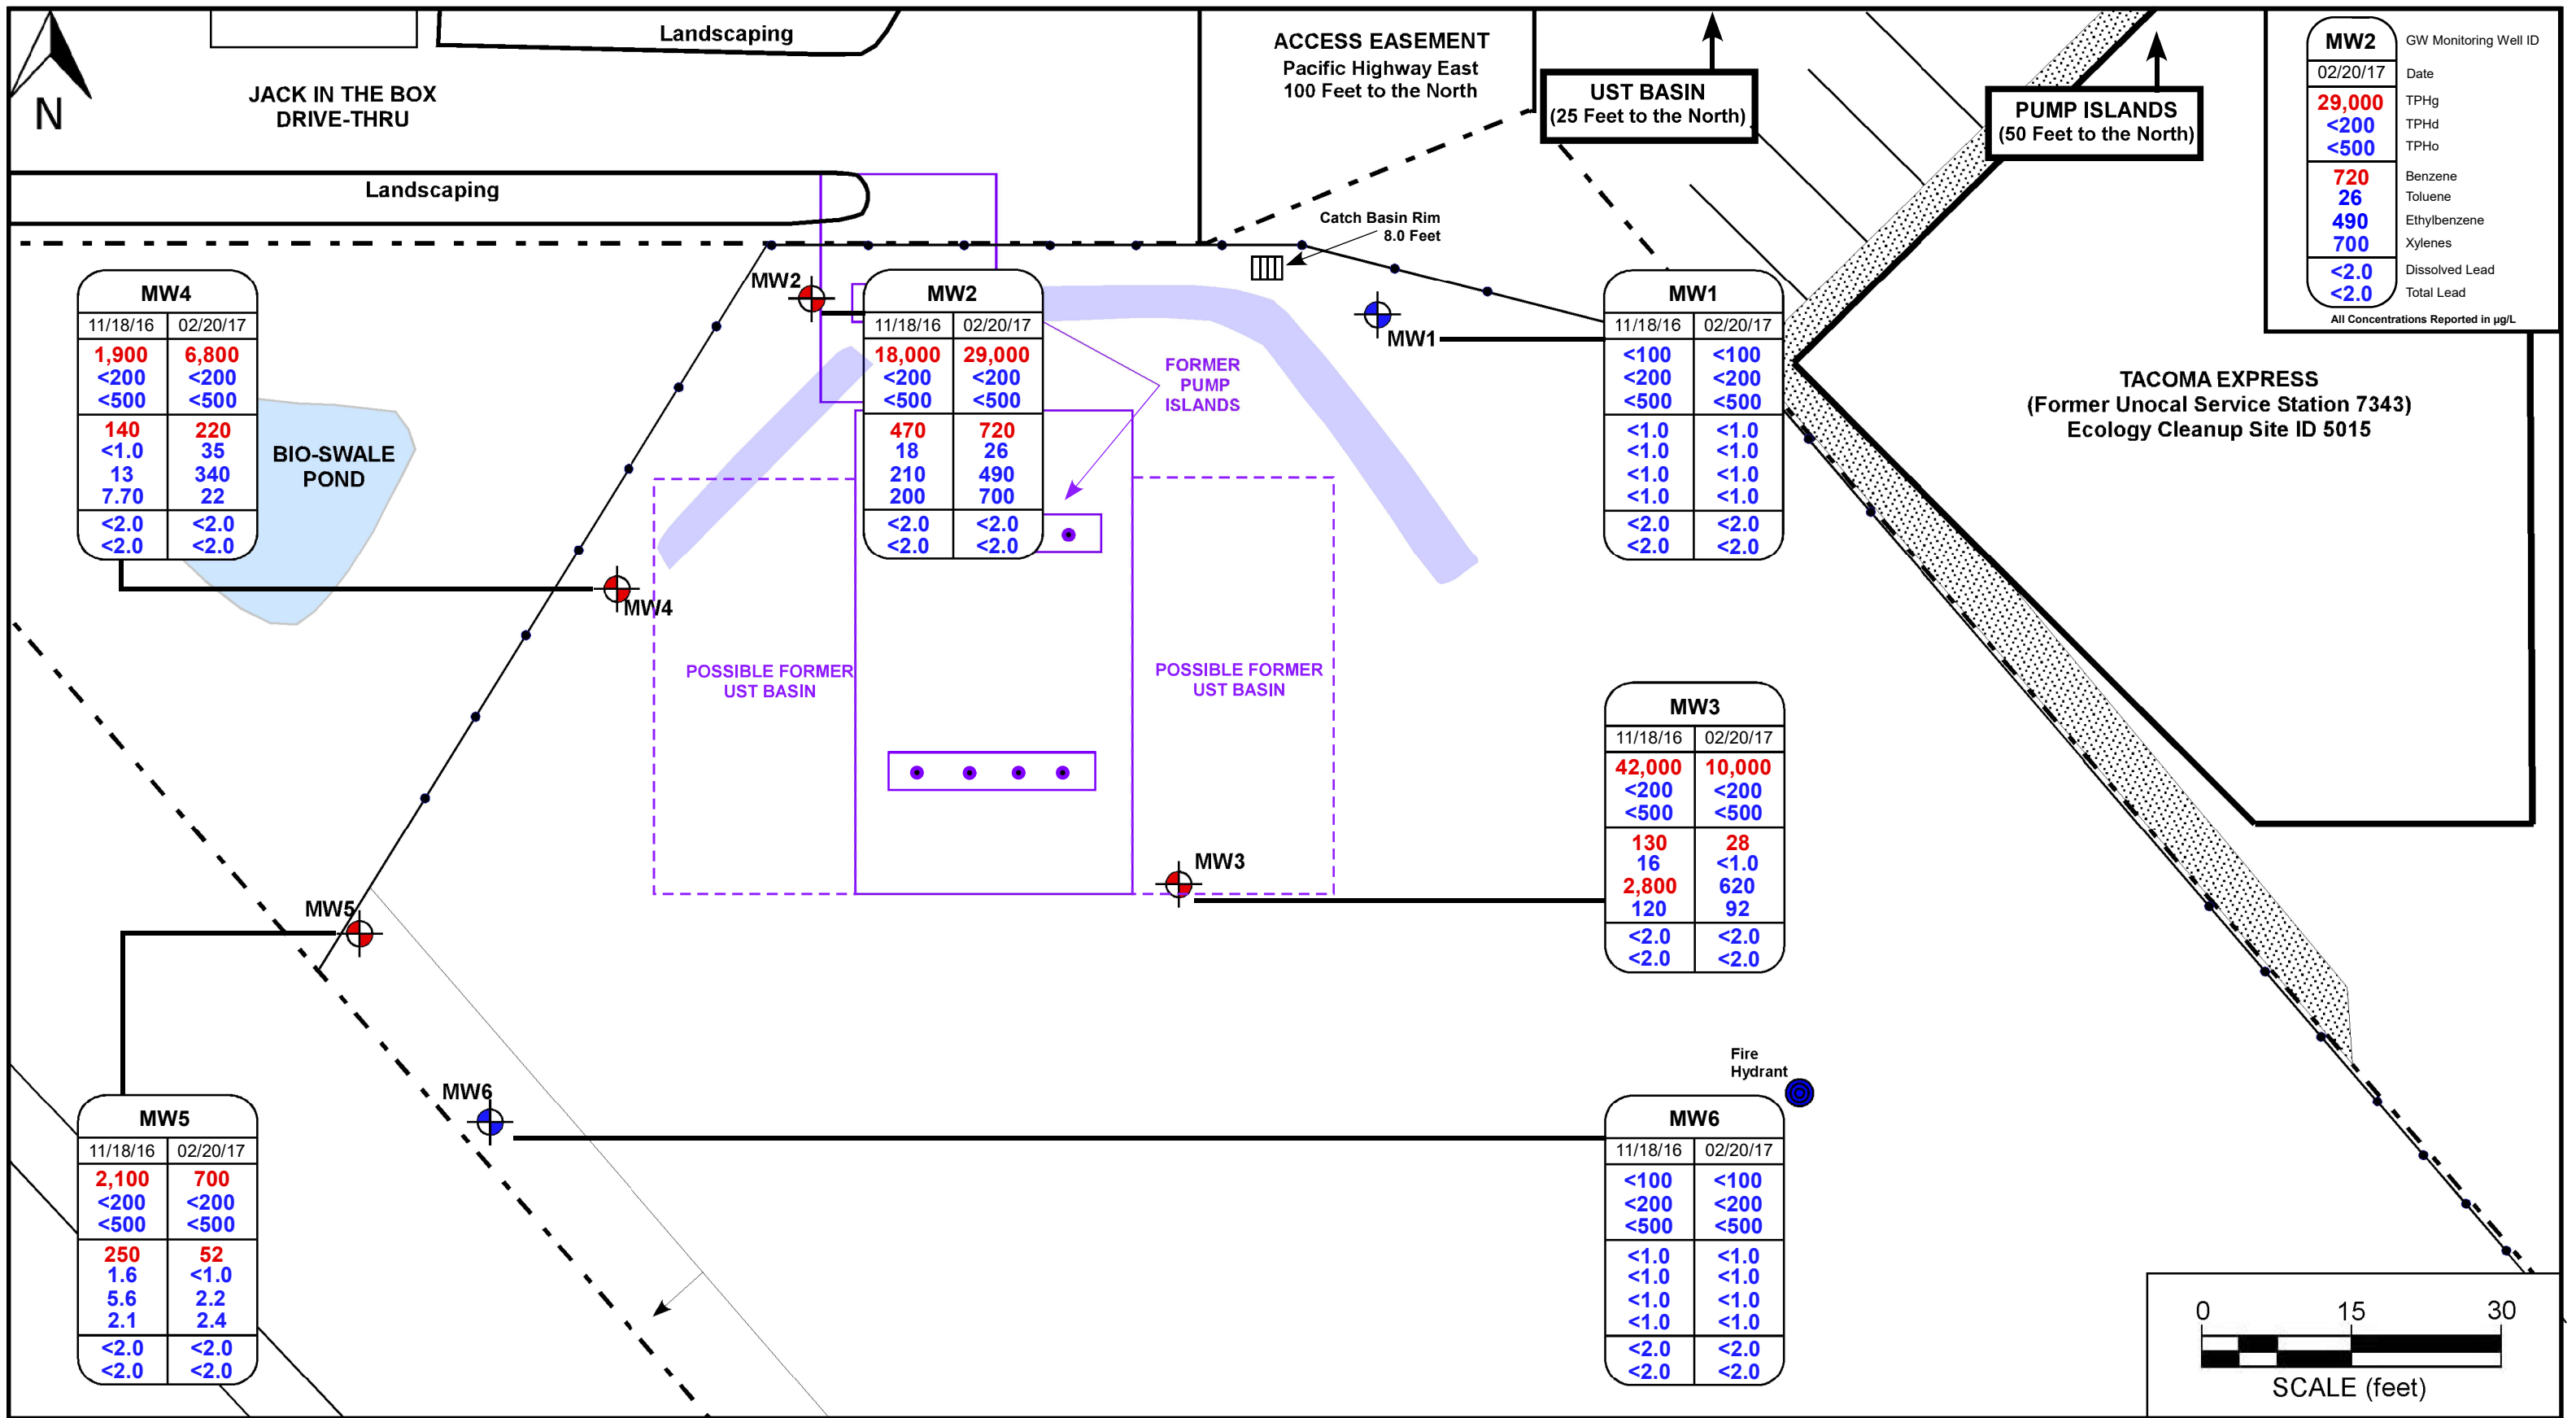 Landscaping
N
JACK IN THE BOX
DRIVE-THRU
Landscaping
ACCESS EASEMENT
Pacific Highway East
100 Feet to the North
UST BASIN
(25 Feet to the North)
PUMP ISLANDS
(50 Feet to the North)
MW2 GW Monitoring Well ID
02/20/17 Date
29,000 TPHg
<200 TPHd
<500 TPHo
720 Benzene
26 Toluene
490 Ethylbenzene
700 Xylenes
<2.0 Dissolved Lead
<2.0 Total Lead
All Concentrations Reported in µg/L
Catch Basin Rim
8.0 Feet
MW4
11/18/16 02/20/17
1,900 6,800
<200 <200
<500 <500
140 220
<1.0 35
13 340
7.70 22
<2.0 <2.0
<2.0 <2.0
BIO-SWALE
POND
MW4
MW2
MW2
11/18/16 02/20/17
18,000 29,000
<200 <200
<500 <500
470 720
18 26
210 490
200 700
<2.0 <2.0
<2.0 <2.0
FORMER
PUMP
ISLANDS
MW1
MW1
11/18/16 02/20/17
<100 <100
<200 <200
<500 <500
<1.0 <1.0
<1.0 <1.0
<1.0 <1.0
<1.0 <1.0
<2.0 <2.0
<2.0 <2.0
TACOMA EXPRESS
(Former Unocal Service Station 7343)
Ecology Cleanup Site ID 5015
POSSIBLE FORMER
UST BASIN
POSSIBLE FORMER
UST BASIN
MW3
MW3
11/18/16 02/20/17
42,000 10,000
<200 <200
<500 <500
130 28
16 <1.0
2,800 620
120 92
<2.0 <2.0
<2.0 <2.0
MW5
MW5
11/18/16 02/20/17
2,100 700
<200 <200
<500 <500
250 52
1.6 <1.0
5.6 2.2
2.1 2.4
<2.0 <2.0
<2.0 <2.0
MW6
Fire
Hydrant
MW6
11/18/16 02/20/17
<100 <100
<200 <200
<500 <500
<1.0 <1.0
<1.0 <1.0
<1.0 <1.0
<1.0 <1.0
<2.0 <2.0
<2.0 <2.0
0 15 30
SCALE (feet)